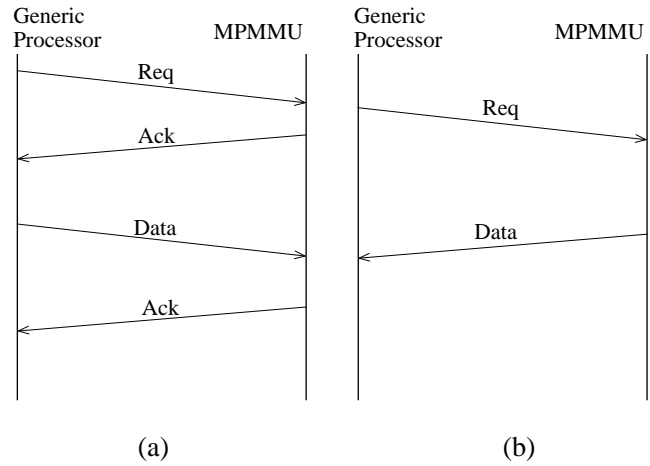 Generic
Processor
MPMMU
Req
Ack
Data
Ack
(a)
Generic
Processor
MPMMU
Req
Data
(b)